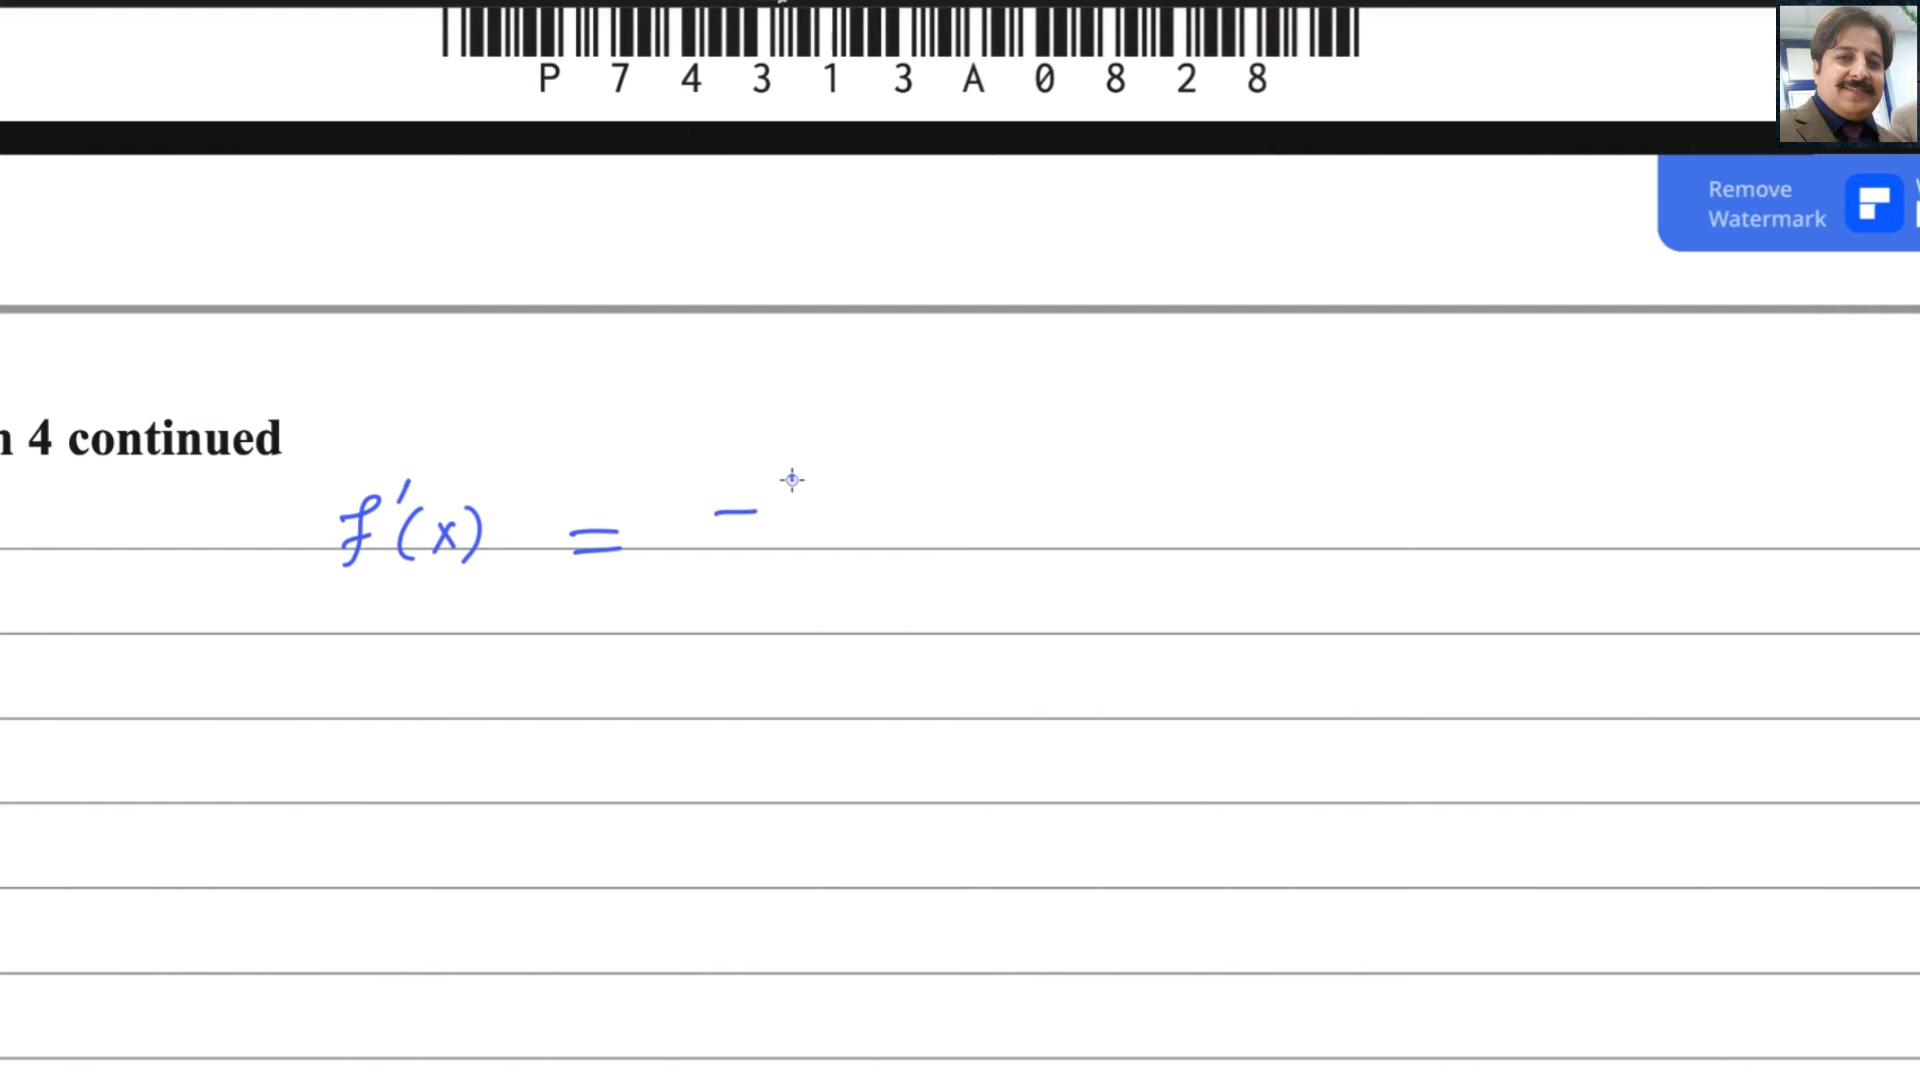 P 7 4 3 1 3 A 0 8 2 8
Remove
Watermark
4 continued
f'(x) = −